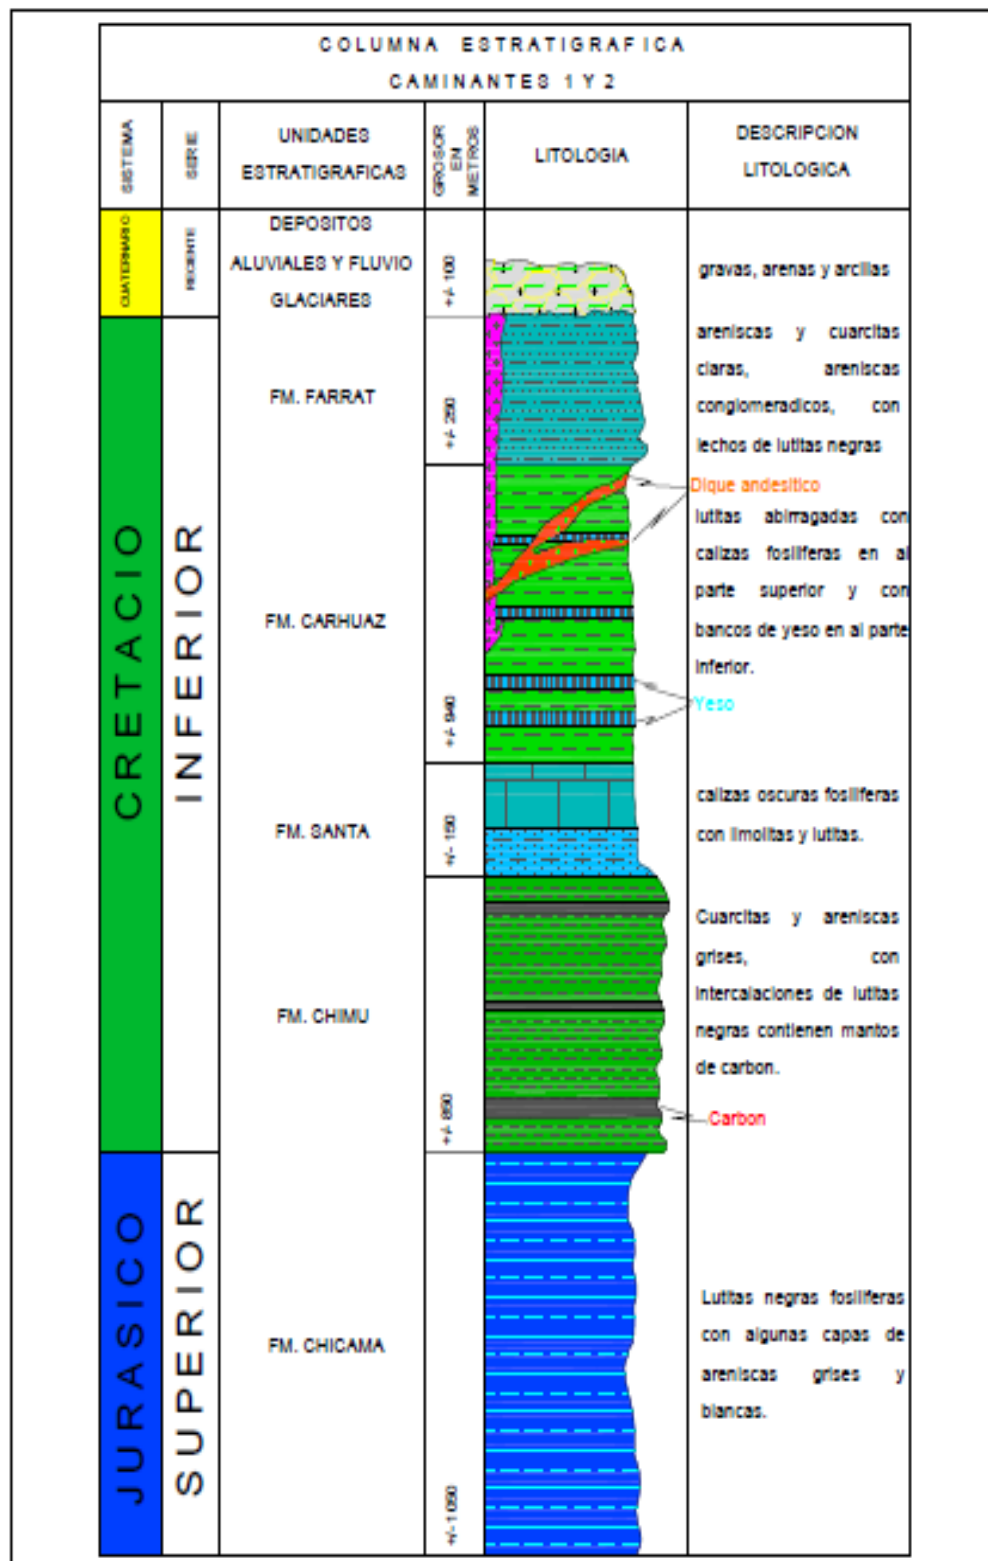 COLUMNA ESTRATIGRAFICA
CAMINANTES 1 Y 2
SISTEMA
SERIE
UNIDADES
ESTRATIGRAFICAS
GROSOR
EN
METROS
LITOLOGIA
DESCRIPCION
LITOLOGICA
CUATERNARIO
RECIENTE
DEPOSITOS
ALUVIALES Y FLUVIO
GLACIARES
+/- 100
gravas, arenas y arcillas
CRETACIO
INFERIOR
FM. FARRAT
+/- 250
areniscas y cuarcitas
claras, areniscas
conglomeradicos, con
lechos de lutitas negras
Dique andesitico
FM. CARHUAZ
+/- 940
lutitas abirragadas con
calizas fosiliferas en al
parte superior y con
bancos de yeso en al parte
inferior.
Yeso
FM. SANTA
+/- 150
calizas oscuras fosiliferas
con limolitas y lutitas.
FM. CHIMU
+/- 850
Cuarcitas y areniscas
grises, con
intercalaciones de lutitas
negras contienen mantos
de carbon.
Carbon
JURASICO
SUPERIOR
FM. CHICAMA
+/- 1050
Lutitas negras fosiliferas
con algunas capas de
areniscas grises y
blancas.